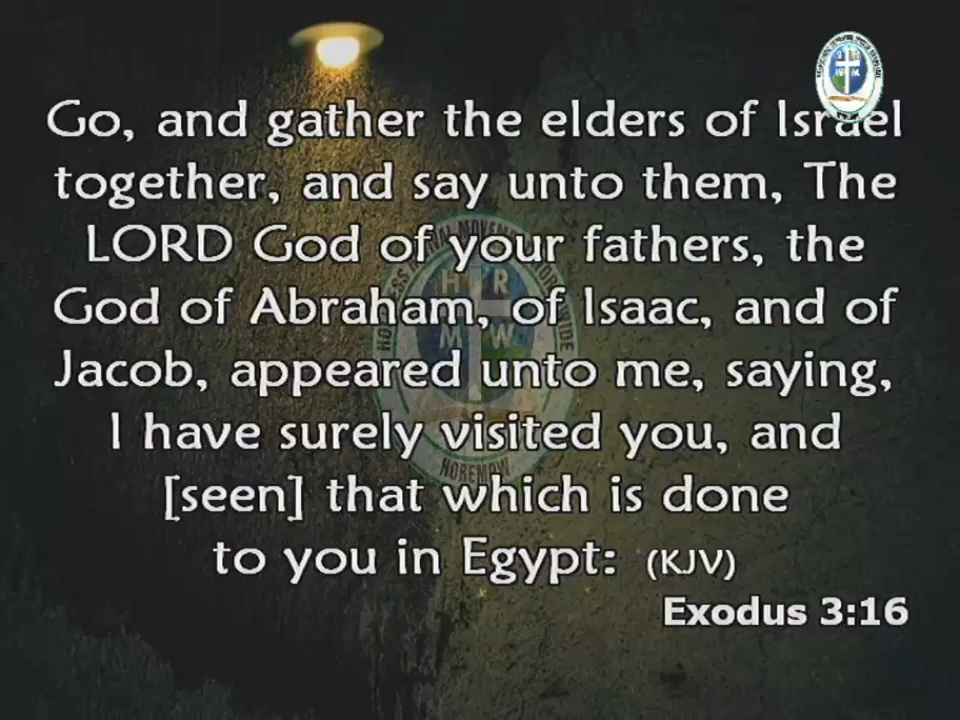 Go, and gather the elders of Israel
together, and say unto them, The
LORD God of your fathers, the
God of Abraham, of Isaac, and of
Jacob, appeared unto me, saying,
I have surely visited you, and
[seen] that which is done
to you in Egypt: (KJV)
Exodus 3:16
H R
M W
HOREMOW